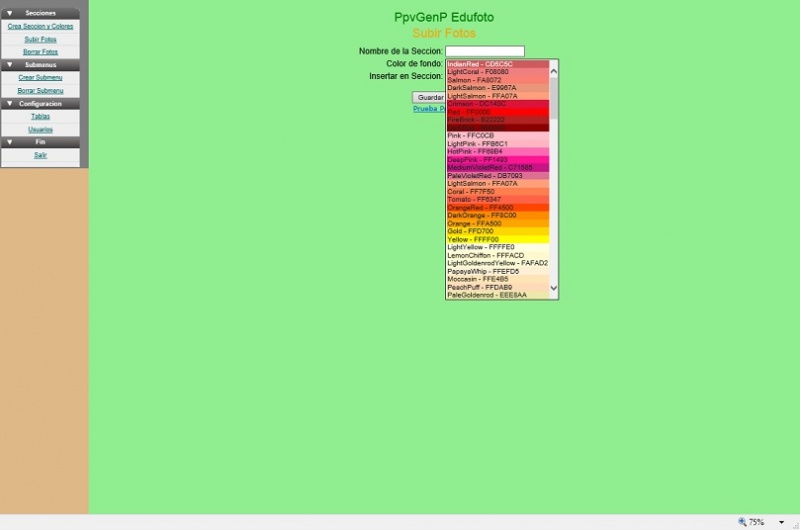 PpvGenP Edufoto
Subir Fotos
Secciones
Crea Seccion y Colores
Subir Fotos
Borrar Fotos
Submenus
Crear Submenu
Borrar Submenu
Configuracion
Tablas
Usuarios
Fin
Salir
Nombre de la Seccion:
Color de fondo:
Insertar en Seccion:
Guardar
Prueba
IndianRed - CD5C5C
LightCoral - F08080
Salmon - FA8072
DarkSalmon - E9967A
LightSalmon - FFA07A
Crimson - DC143C
Red - FF0000
FireBrick - B22222
Pink - FFC0CB
LightPink - FFB6C1
HotPink - FF69B4
DeepPink - FF1493
MediumVioletRed - C71585
PaleVioletRed - DB7093
LightSalmon - FFA07A
Coral - FF7F50
Tomato - FF6347
OrangeRed - FF4500
DarkOrange - FF8C00
Orange - FFA500
Gold - FFD700
Yellow - FFFF00
LightYellow - FFFFE0
LemonChiffon - FFFACD
LightGoldenrodYellow - FAFAD2
PapayaWhip - FFEFD5
Moccasin - FFE4B5
PeachPuff - FFDAB9
PaleGoldenrod - EEE8AA
75%